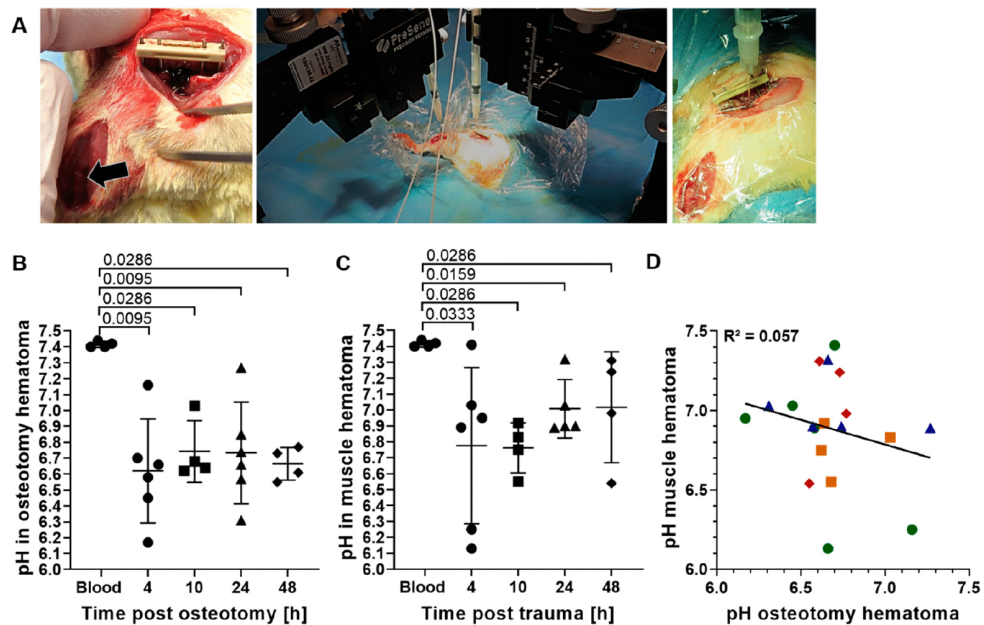 A
PreSens
PRECISION SENSING
B
0.0286
0.0095
0.0286
0.0095
7.5
7.4
7.3
7.2
7.1
7.0
6.9
6.8
6.7
6.6
6.5
6.4
6.3
6.2
6.1
6.0
pH in osteotomy hematoma
Blood 4 10 24 48
Time post osteotomy [h]
C
0.0286
0.0159
0.0286
0.0333
7.5
7.4
7.3
7.2
7.1
7.0
6.9
6.8
6.7
6.6
6.5
6.4
6.3
6.2
6.1
6.0
pH in muscle hematoma
Blood 4 10 24 48
Time post trauma [h]
D
R² = 0.057
7.5
7.0
6.5
6.0
pH muscle hematoma
6.0 6.5 7.0 7.5
pH osteotomy hematoma